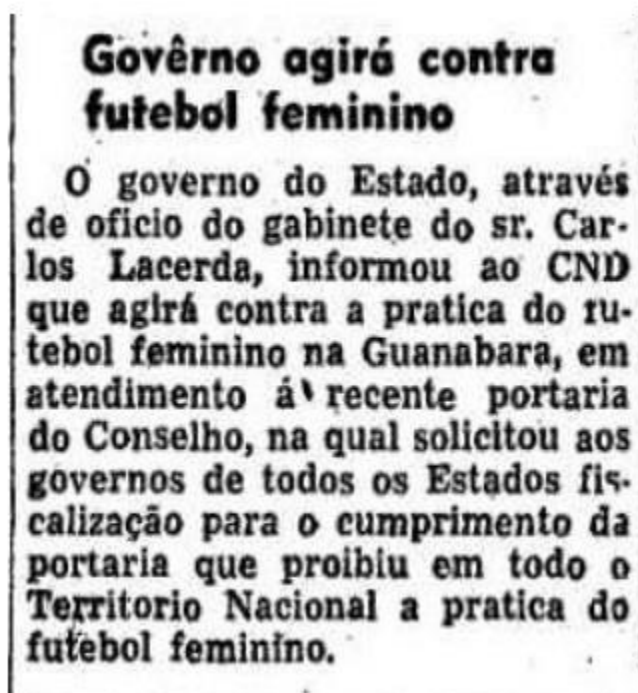 Govêrno agirá contra
futebol feminino
O governo do Estado, através
de oficio do gabinete do sr. Car-
los Lacerda, informou ao CND
que agirá contra a pratica do fu-
tebol feminino na Guanabara, em
atendimento á recente portaria
do Conselho, na qual solicitou aos
governos de todos os Estados fis-
calização para o cumprimento da
portaria que proibiu em todo o
Territorio Nacional a pratica do
futebol feminino.